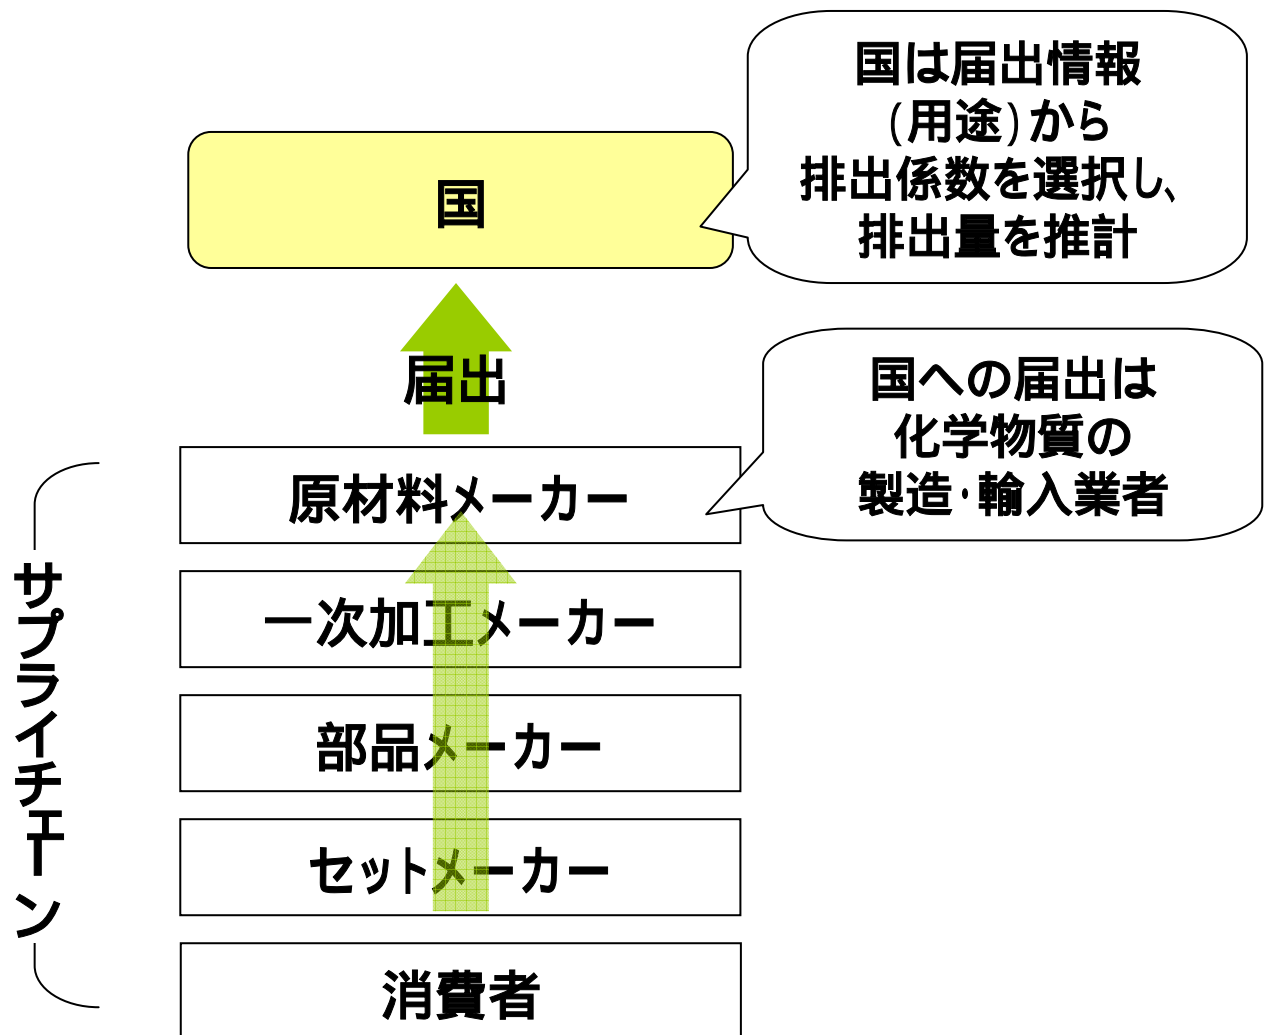 国は届出情報
(用途)から
排出係数を選択し、
排出量を推計
国
届出
国への届出は
化学物質の
製造・輸入業者
原材料メーカー
一次加工メーカー
部品メーカー
セットメーカー
消費者
サプライチェーン